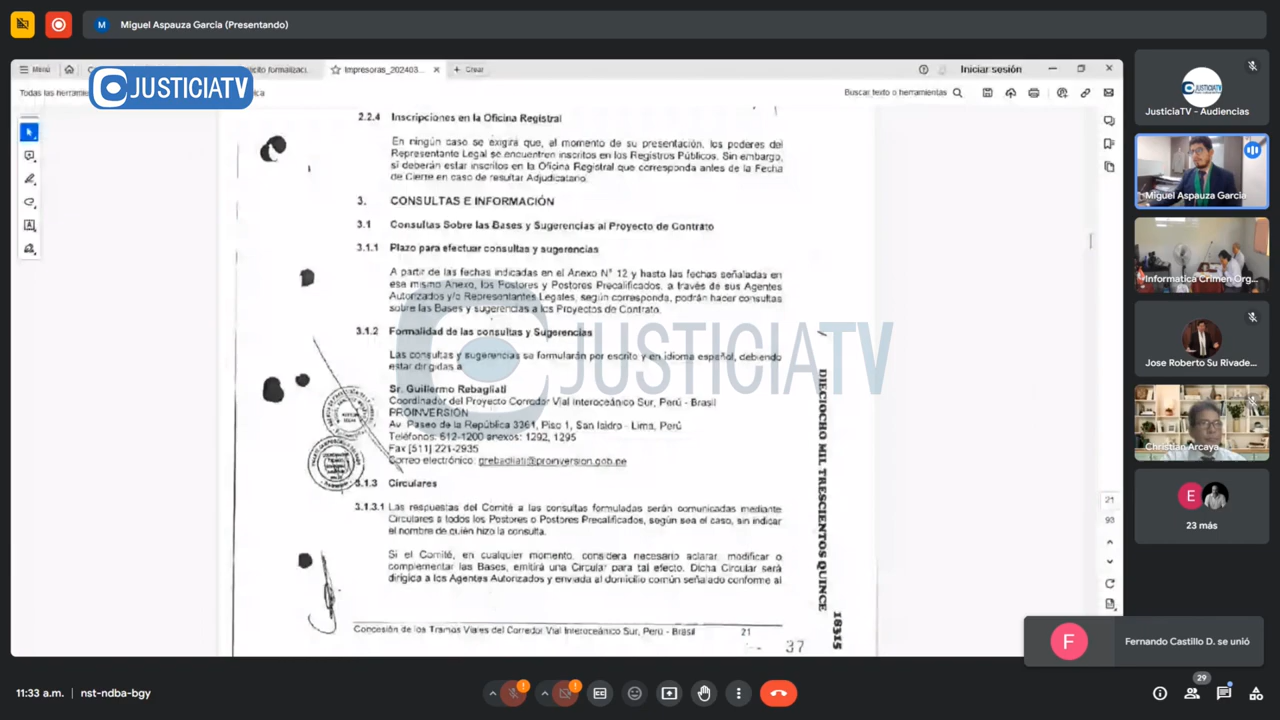 Miguel Aspauza Garcia (Presentando)
Menú
formalizaci...
Impresoras_202403...
Crear
Iniciar sesión
JUSTICIATV
Todas las herramie
Buscar texto o herramientas
2.2.4 Inscripciones en la Oficina Registral
En ningún caso se exigirá que, al momento de su presentación, los poderes del
Representante Legal se encuentren inscritos en los Registros Públicos. Sin embargo,
sí deberán estar inscritos en la Oficina Registral que corresponda antes de la Fecha
de Cierre en caso de resultar Adjudicatario.
3. CONSULTAS E INFORMACIÓN
3.1 Consultas Sobre las Bases y Sugerencias al Proyecto de Contrato
3.1.1 Plazo para efectuar consultas y sugerencias
A partir de las fechas indicadas en el Anexo N° 12 y hasta las fechas señaladas en
ese mismo Anexo, los Postores y Postores Precalificados, a través de sus Agentes
Autorizados y/o Representantes Legales, según corresponda, podrán hacer consultas
sobre las Bases y sugerencias a los Proyectos de Contrato.
3.1.2 Formalidad de las consultas y Sugerencias
Las consultas y sugerencias se formularán por escrito y en idioma español, debiendo
estar dirigidas a
Sr. Guillermo Rebagliati
Coordinador del Proyecto Corredor Vial Interoceánico Sur, Perú - Brasil
PROINVERSION
Av. Paseo de la República 3361, Piso 1, San Isidro - Lima, Perú
Teléfonos: 612-1200 anexos: 1292, 1295
Fax [511] 221-2935
Correo electrónico: grebagliati@proinversion.gob.pe
3.1.3 Circulares
3.1.3.1 Las respuestas del Comité a las consultas formuladas serán comunicadas mediante
Circulares a todos los Postores o Postores Precalificados, según sea el caso, sin indicar
el nombre de quién hizo la consulta.
Si el Comité, en cualquier momento, considera necesario aclarar, modificar o
complementar las Bases, emitirá una Circular para tal efecto. Dicha Circular será
dirigida a los Agentes Autorizados y enviada al domicilio común señalado conforme al
Concesión de los Tramos Viales del Corredor Vial Interoceánico Sur, Perú - Brasil 21
37
DIECIOCHO MIL TRESCIENTOS QUINCE
18315
JUSTICIATV
21
93
JusticiaTV - Audiencias
Miguel Aspauza Garcia
Informatica Crimen Org...
Jose Roberto Su Rivade...
Christian Arcaya
E
23 más
F
Fernando Castillo D. se unió
11:33 a.m.
nst-ndba-bgy
29